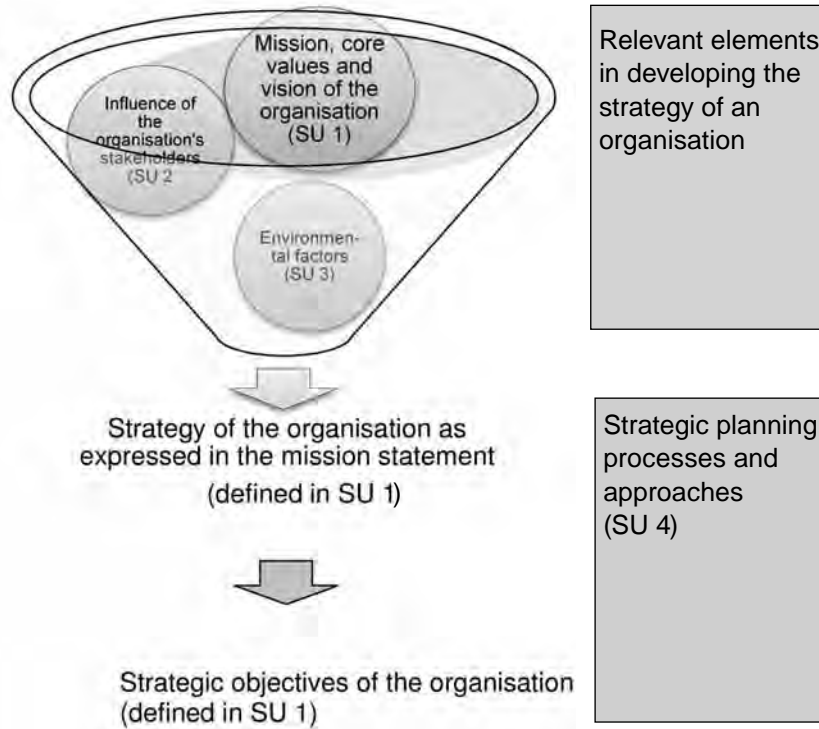 Mission, core
values and
vision of the
organisation
(SU 1)
Influence of
the
organisation's
stakeholders
(SU 2
Environmen-
tal factors
(SU 3)
Relevant elements
in developing the
strategy of an
organisation
Strategy of the organisation as
expressed in the mission statement
(defined in SU 1)
Strategic planning
processes and
approaches
(SU 4)
Strategic objectives of the organisation
(defined in SU 1)